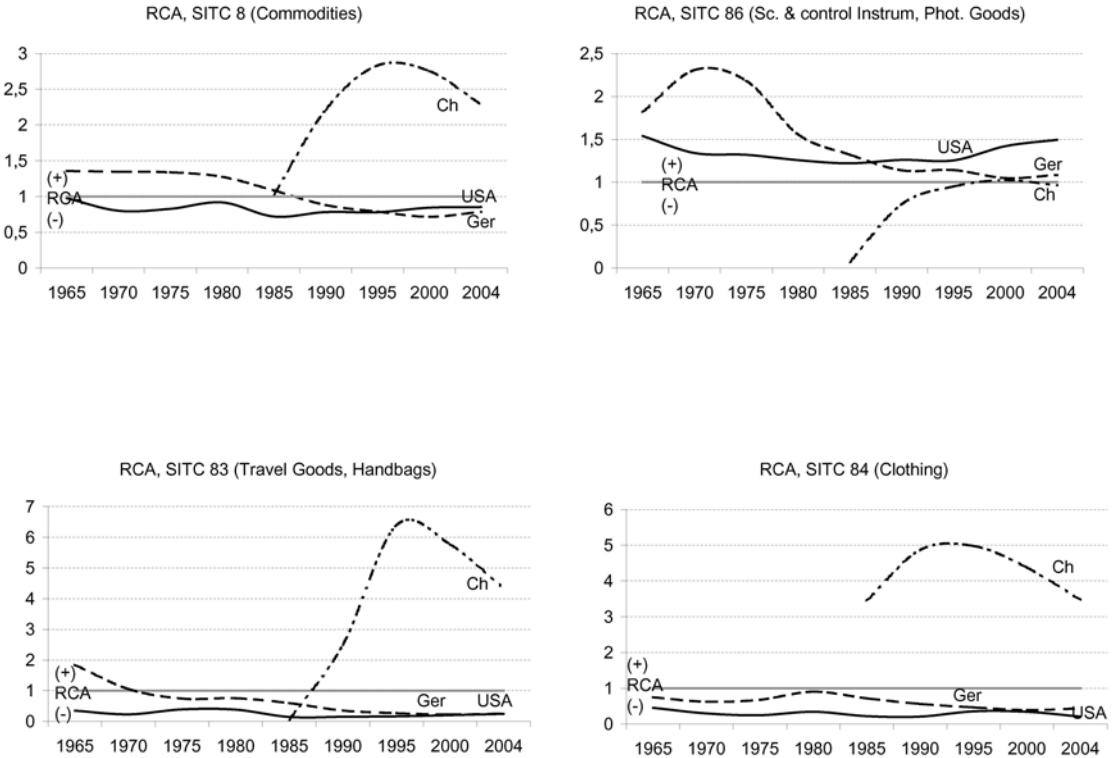 RCA, SITC 8 (Commodities)
3
2,5
2
1,5
1
0,5
0
Ch
(+)
RCA
(-)
USA
Ger
1965 1970 1975 1980 1985 1990 1995 2000 2004
RCA, SITC 86 (Sc. & control Instrum, Phot. Goods)
2,5
2
1,5
1
0,5
0
USA
(+)
RCA
(-)
Ger
Ch
1965 1970 1975 1980 1985 1990 1995 2000 2004
RCA, SITC 83 (Travel Goods, Handbags)
7
6
5
4
3
2
1
0
Ch
(+)
RCA
(-)
Ger
USA
1965 1970 1975 1980 1985 1990 1995 2000 2004
RCA, SITC 84 (Clothing)
6
5
4
3
2
1
0
Ch
(+)
RCA
(-)
Ger
USA
1965 1970 1975 1980 1985 1990 1995 2000 2004